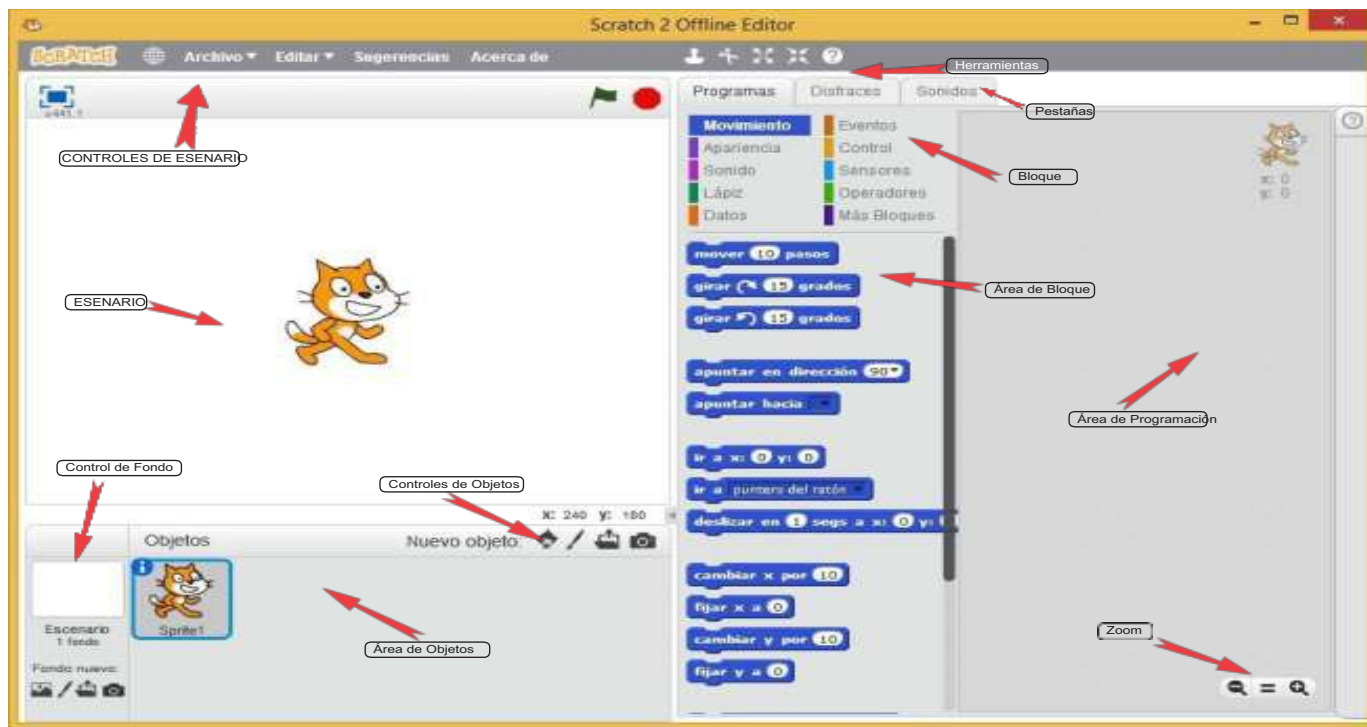 Scratch 2 Offline Editor
SCRATCH Archivo Editar Sugerencias Acerca de
Herramientas
v441.1
Programas Disfraces Sonidos
Pestañas
CONTROLES DE ESENARIO
Movimiento Eventos
Apariencia Control
Sonido Sensores
Lápiz Operadores
Datos Más Bloques
Bloque
x: 0
y: 0
mover 10 pasos
girar 15 grados
girar 15 grados
Área de Bloque
ESENARIO
apuntar en dirección 90
apuntar hacia
Área de Programación
ir a x: 0 y: 0
ir a puntero del ratón
deslizar en 1 segs a x: 0 y:
Control de Fondo
Controles de Objetos
x: 240 y: -180
Objetos Nuevo objeto:
cambiar x por 10
fijar x a 0
cambiar y por 10
fijar y a 0
Escenario
1 fondo
Sprite1
Fondo nuevo:
Área de Objetos
Zoom